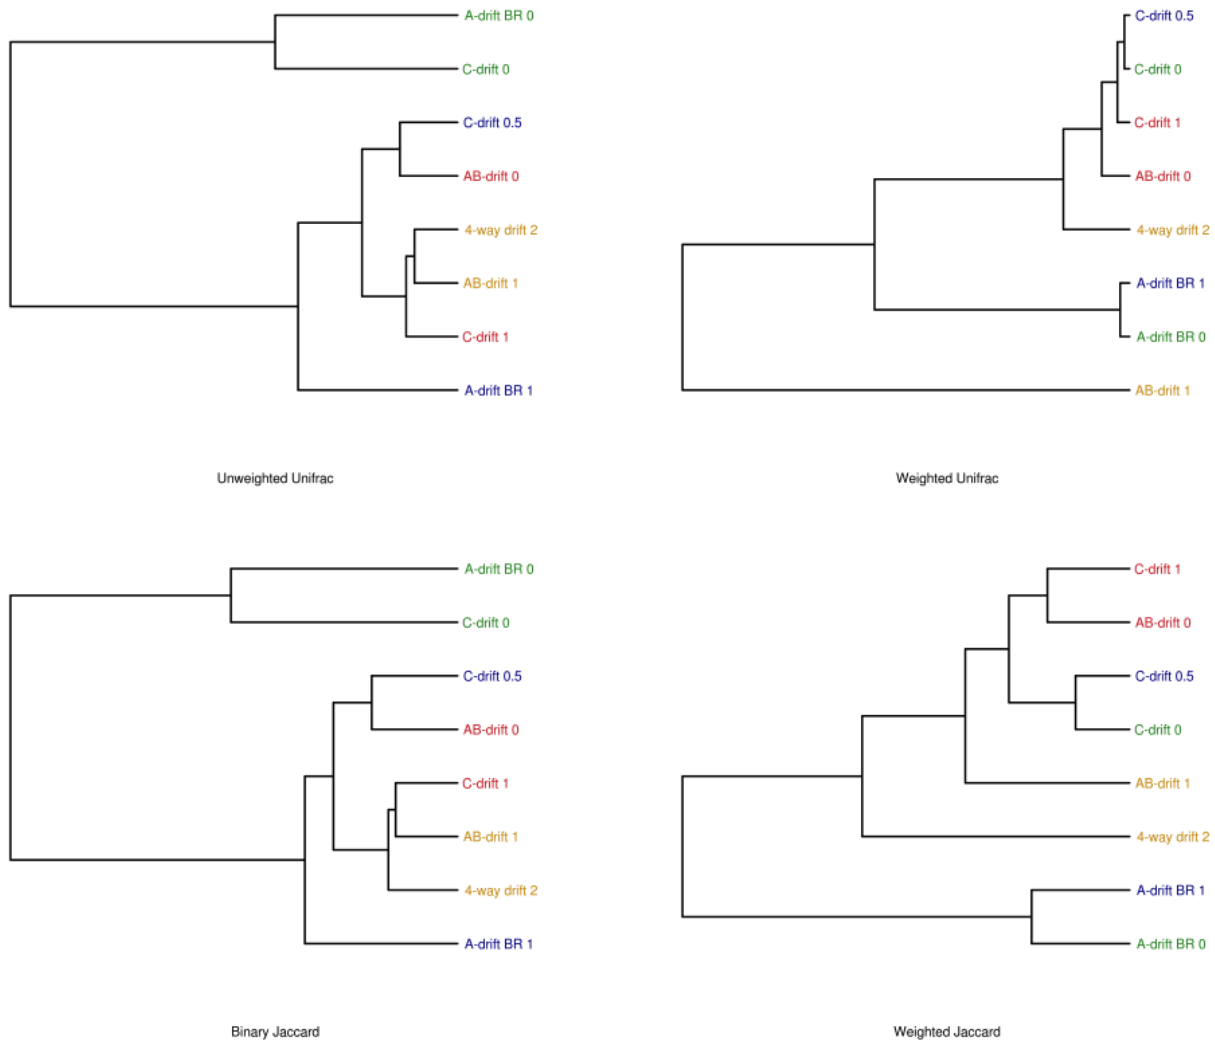 A-drift BR 0
C-drift 0
C-drift 0.5
AB-drift 0
4-way drift 2
AB-drift 1
C-drift 1
A-drift BR 1
Unweighted Unifrac
C-drift 0.5
C-drift 0
C-drift 1
AB-drift 0
4-way drift 2
A-drift BR 1
A-drift BR 0
AB-drift 1
Weighted Unifrac
A-drift BR 0
C-drift 0
C-drift 0.5
AB-drift 0
C-drift 1
AB-drift 1
4-way drift 2
A-drift BR 1
Binary Jaccard
C-drift 1
AB-drift 0
C-drift 0.5
C-drift 0
AB-drift 1
4-way drift 2
A-drift BR 1
A-drift BR 0
Weighted Jaccard